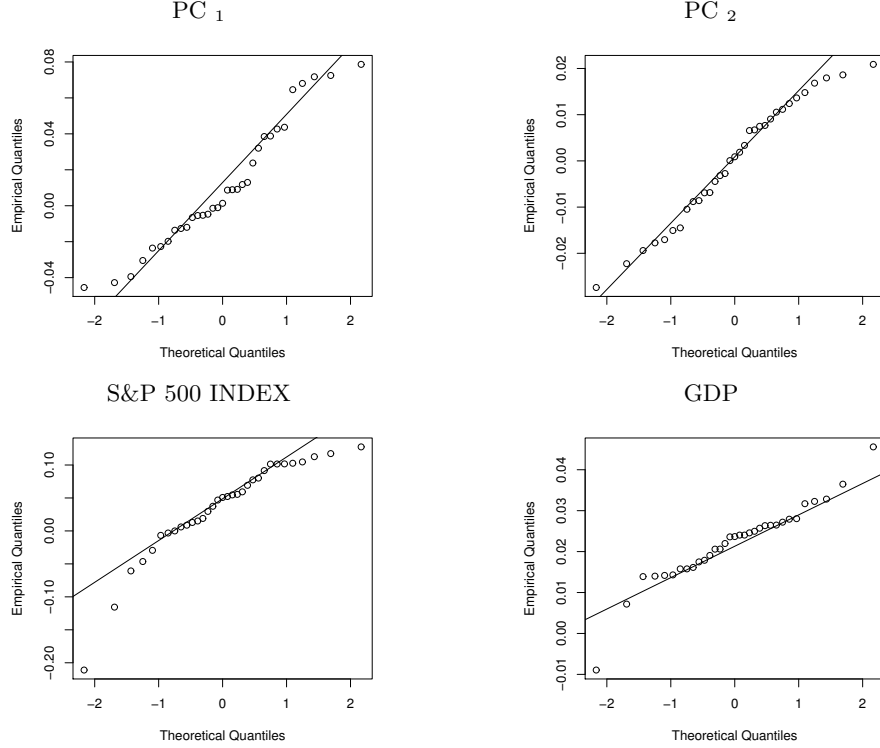 PC 1
PC 2
0.08
0.04
0.00
−0.04
Empirical Quantiles
−2 −1 0 1 2
Theoretical Quantiles
0.02
0.01
0.00
−0.01
−0.02
Empirical Quantiles
−2 −1 0 1 2
Theoretical Quantiles
S&P 500 INDEX
GDP
0.10
0.00
−0.10
−0.20
Empirical Quantiles
−2 −1 0 1 2
Theoretical Quantiles
0.04
0.03
0.02
0.01
0.00
−0.01
Empirical Quantiles
−2 −1 0 1 2
Theoretical Quantiles